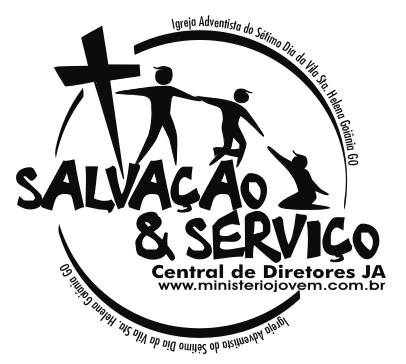 Igreja Adventista do Sétimo Dia da Vila Sta. Helena Goiânia GO
SALVAÇÃO
& SERVIÇO
Central de Diretores JA
www.ministeriojovem.com.br
Igreja Adventista do Sétimo Dia da Vila Sta. Helena Goiânia GO